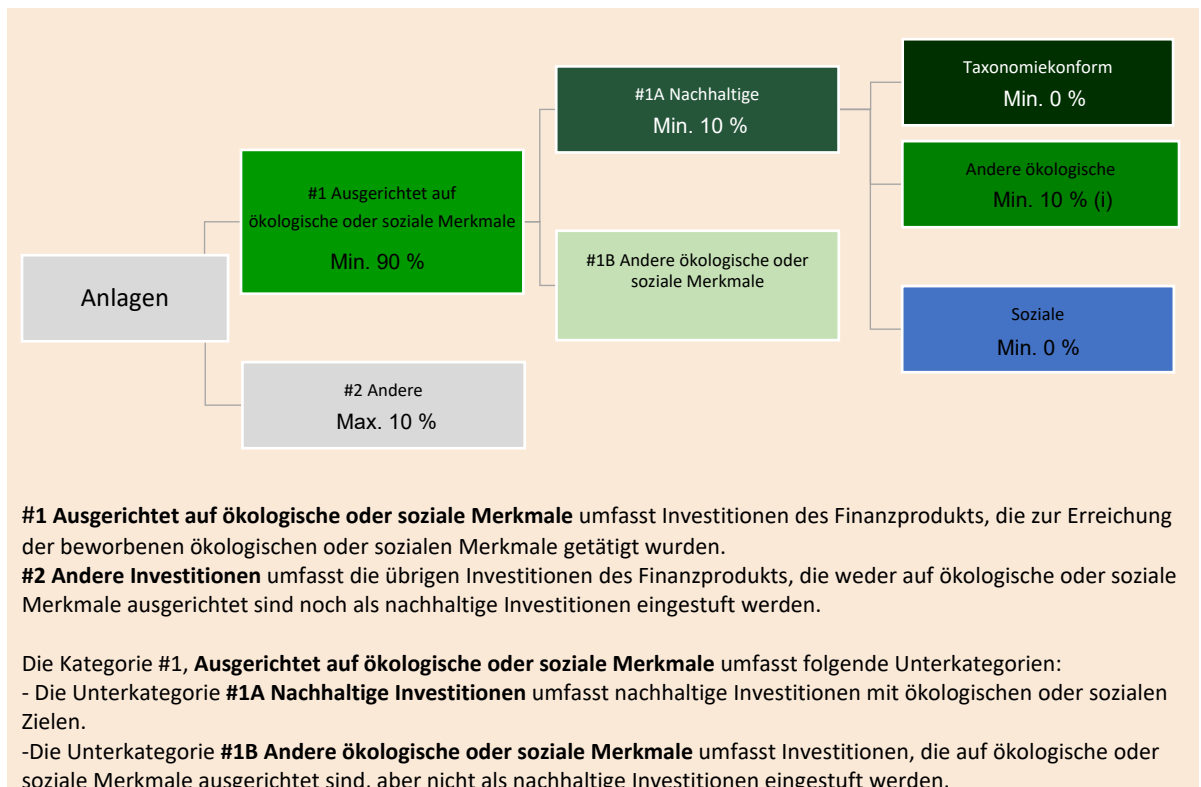 Anlagen
#1 Ausgerichtet auf
ökologische oder soziale Merkmale
Min. 90 %
#2 Andere
Max. 10 %
#1A Nachhaltige
Min. 10 %
#1B Andere ökologische oder
soziale Merkmale
Taxonomiekonform
Min. 0 %
Andere ökologische
Min. 10 % (i)
Soziale
Min. 0 %
#1 Ausgerichtet auf ökologische oder soziale Merkmale umfasst Investitionen des Finanzprodukts, die zur Erreichung
der beworbenen ökologischen oder sozialen Merkmale getätigt wurden.
#2 Andere Investitionen umfasst die übrigen Investitionen des Finanzprodukts, die weder auf ökologische oder soziale
Merkmale ausgerichtet sind noch als nachhaltige Investitionen eingestuft werden.
Die Kategorie #1, Ausgerichtet auf ökologische oder soziale Merkmale umfasst folgende Unterkategorien:
- Die Unterkategorie #1A Nachhaltige Investitionen umfasst nachhaltige Investitionen mit ökologischen oder sozialen
Zielen.
-Die Unterkategorie #1B Andere ökologische oder soziale Merkmale umfasst Investitionen, die auf ökologische oder
soziale Merkmale ausgerichtet sind, aber nicht als nachhaltige Investitionen eingestuft werden.